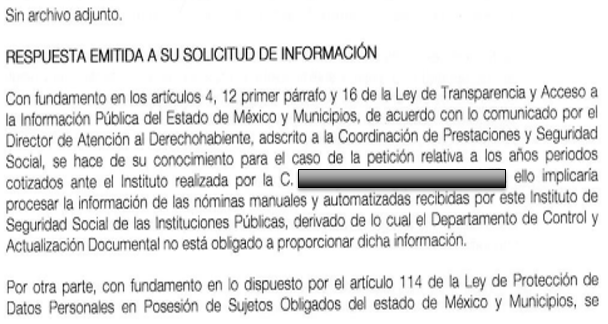 Sin archivo adjunto.
RESPUESTA EMITIDA A SU SOLICITUD DE INFORMACIÓN
Con fundamento en los artículos 4, 12 primer párrafo y 16 de la Ley de Transparencia y Acceso a
la Información Pública del Estado de México y Municipios, de acuerdo con lo comunicado por el
Director de Atención al Derechohabiente, adscrito a la Coordinación de Prestaciones y Seguridad
Social, se hace de su conocimiento para el caso de la petición relativa a los años periodos
cotizados ante el Instituto realizada por la C. ello implicaría
procesar la información de las nóminas manuales y automatizadas recibidas por este Instituto de
Seguridad Social de las Instituciones Públicas, derivado de lo cual el Departamento de Control y
Actualización Documental no está obligado a proporcionar dicha información.
Por otra parte, con fundamento en lo dispuesto por el artículo 114 de la Ley de Protección de
Datos Personales en Posesión de Sujetos Obligados del estado de México y Municipios, se